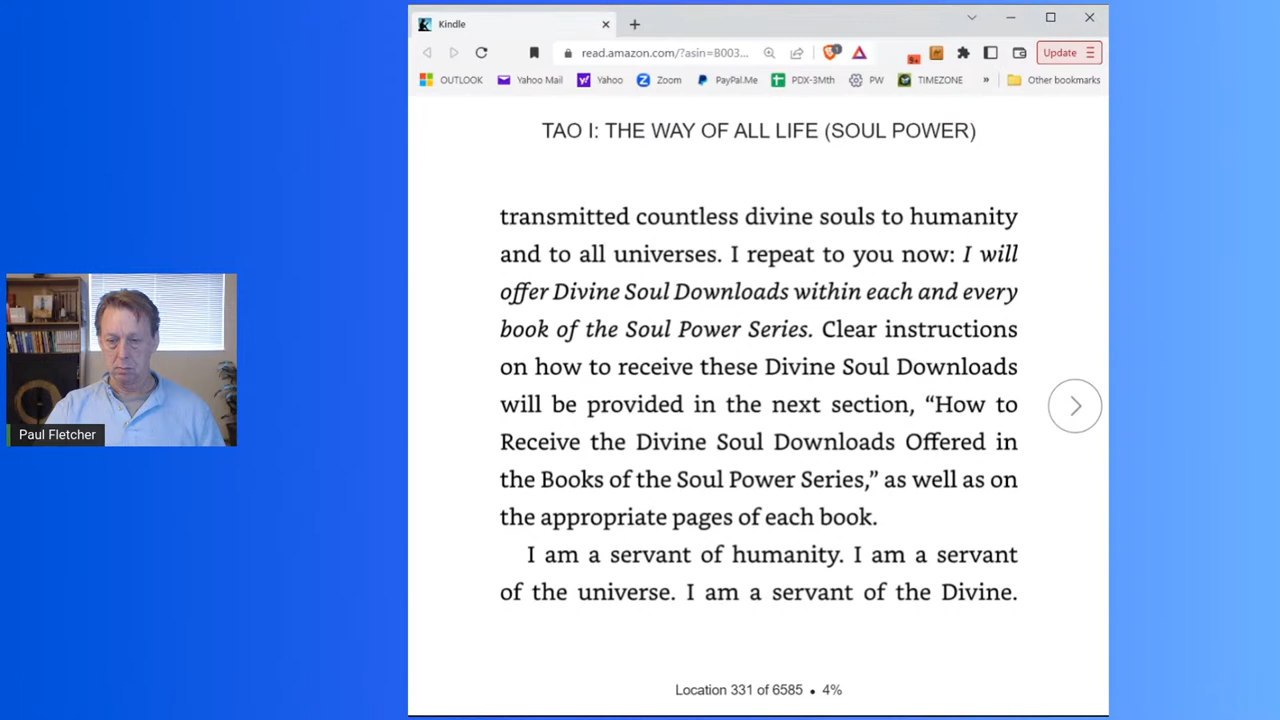 Kindle
read.amazon.com/?asin=B003...
1
9+
Update
OUTLOOK
Yahoo Mail
Yahoo
Zoom
PayPal.Me
PDX-3Mth
PW
TIMEZONE
»
Other bookmarks
TAO I: THE WAY OF ALL LIFE (SOUL POWER)
transmitted countless divine souls to humanity
and to all universes. I repeat to you now: I will
offer Divine Soul Downloads within each and every
book of the Soul Power Series. Clear instructions
on how to receive these Divine Soul Downloads
will be provided in the next section, “How to
Receive the Divine Soul Downloads Offered in
the Books of the Soul Power Series,” as well as on
the appropriate pages of each book.
I am a servant of humanity. I am a servant
of the universe. I am a servant of the Divine.
Location 331 of 6585 • 4%
Paul Fletcher